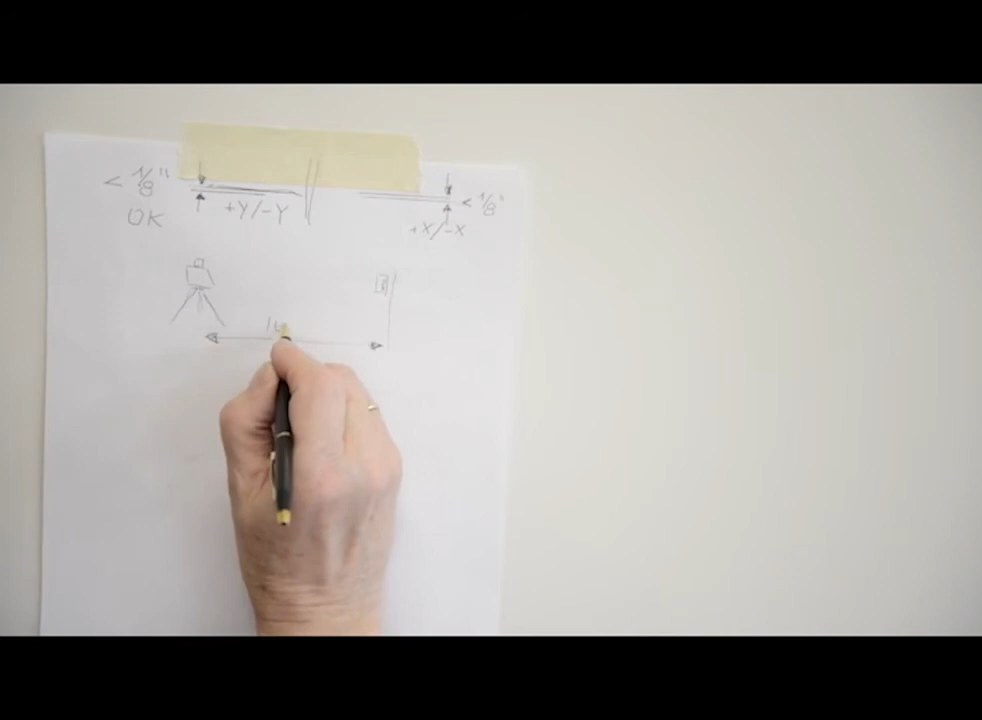 < 1/8" +Y/-Y < 1/8"
OK +X/-X